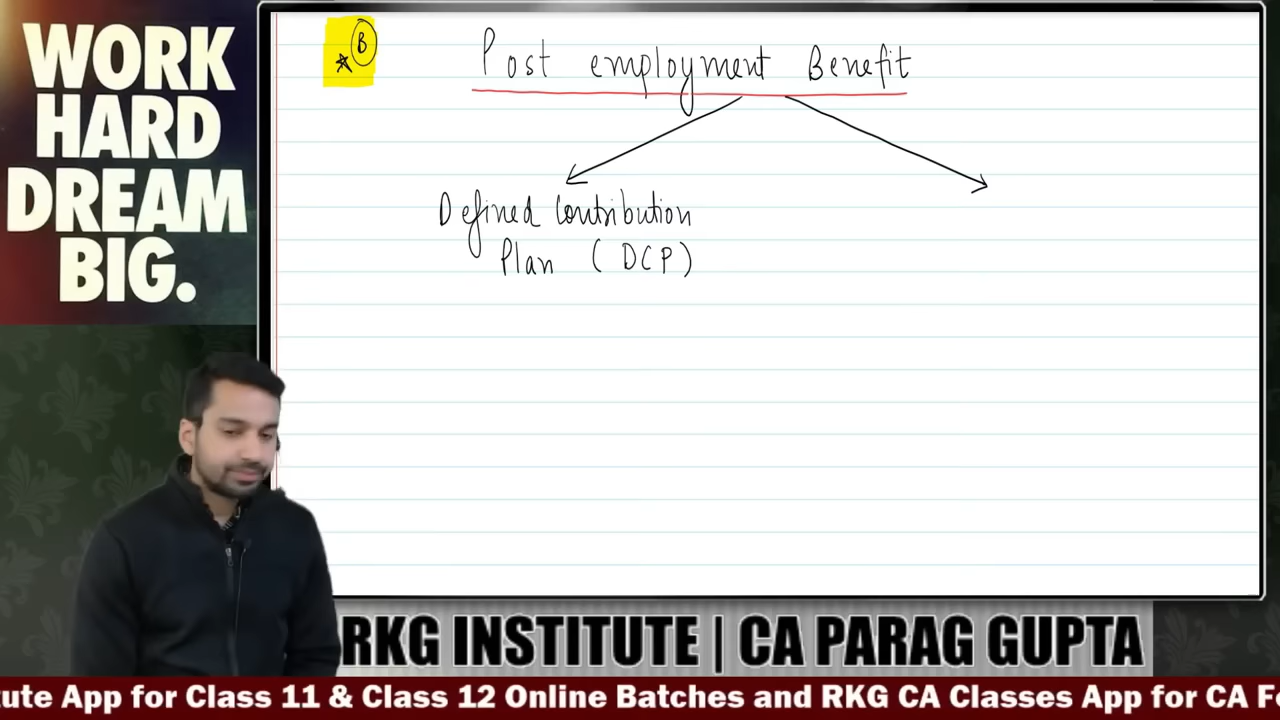 WORK
HARD
DREAM
BIG.
B
Post employment Benefit
Defined Contribution
Plan (DCP)
RKG INSTITUTE | CA PARAG GUPTA
tute App for Class 11 & Class 12 Online Batches and RKG CA Classes App for CA Fo